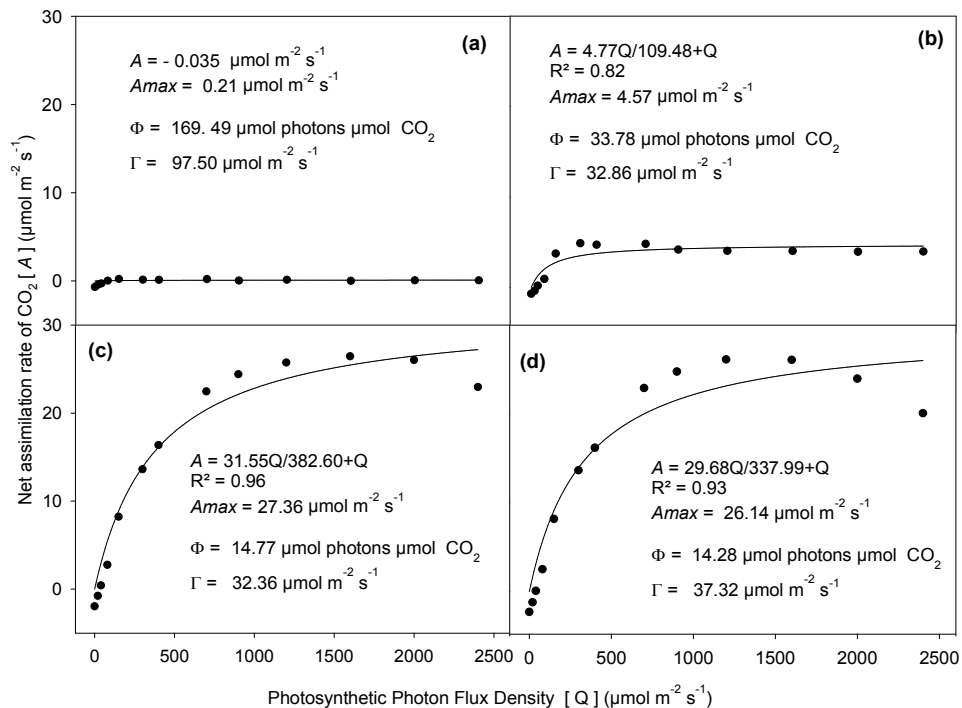 Net assimilation rate of CO₂ [ A ] (µmol m⁻² s⁻¹)
30
20
10
0
(a)
A = - 0.035 µmol m⁻² s⁻¹
Amax = 0.21 µmol m⁻² s⁻¹
Φ = 169. 49 µmol photons µmol CO₂
Γ = 97.50 µmol m⁻² s⁻¹
(b)
A = 4.77Q/109.48+Q
R² = 0.82
Amax = 4.57 µmol m⁻² s⁻¹
Φ = 33.78 µmol photons µmol CO₂
Γ = 32.86 µmol m⁻² s⁻¹
30
20
10
0
(c)
A = 31.55Q/382.60+Q
R² = 0.96
Amax = 27.36 µmol m⁻² s⁻¹
Φ = 14.77 µmol photons µmol CO₂
Γ = 32.36 µmol m⁻² s⁻¹
(d)
A = 29.68Q/337.99+Q
R² = 0.93
Amax = 26.14 µmol m⁻² s⁻¹
Φ = 14.28 µmol photons µmol CO₂
Γ = 37.32 µmol m⁻² s⁻¹
0 500 1000 1500 2000 2500
0 500 1000 1500 2000 2500
Photosynthetic Photon Flux Density [ Q ] (µmol m⁻² s⁻¹)